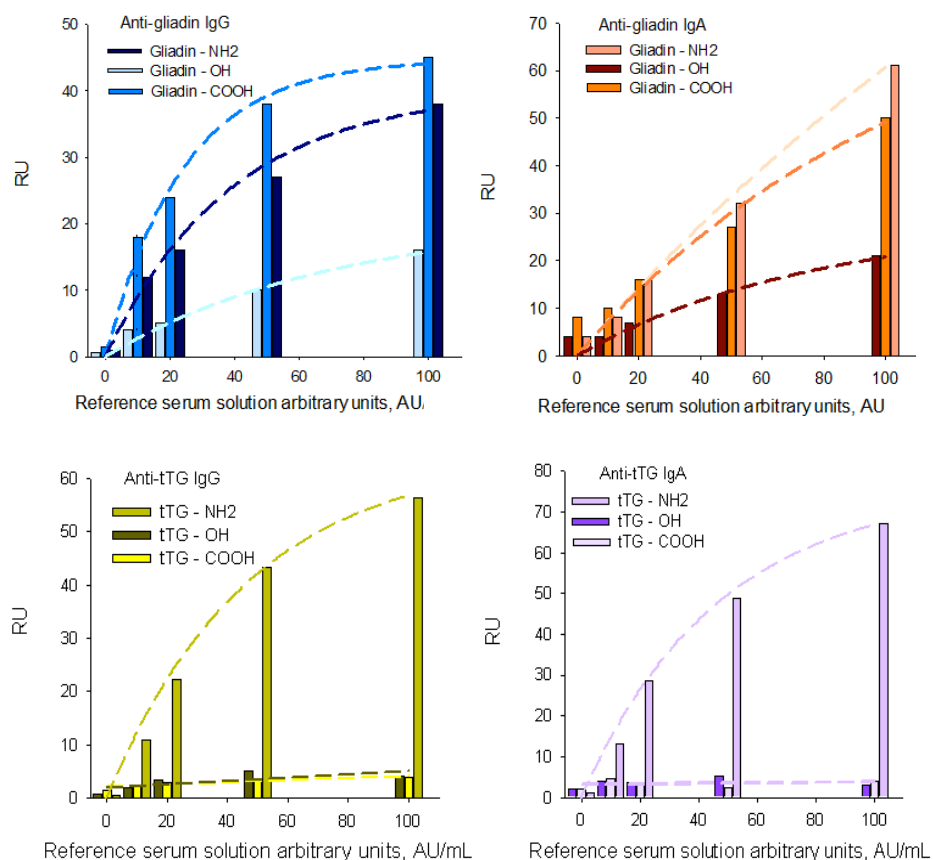 Anti-gliadin IgG
Gliadin - NH2
Gliadin - OH
Gliadin - COOH
50
40
30
20
10
0
RU
0 20 40 60 80 100
Reference serum solution arbitrary units, AU/
Anti-gliadin IgA
Gliadin - NH2
Gliadin - OH
Gliadin - COOH
70
60
50
40
30
20
10
0
RU
0 20 40 60 80 100
Reference serum solution arbitrary units, AU
Anti-tTG IgG
tTG - NH2
tTG - OH
tTG - COOH
60
50
40
30
20
10
0
RU
0 20 40 60 80 100
Reference serum solution arbitrary units, AU/mL
Anti-tTG IgA
tTG - NH2
tTG - OH
tTG - COOH
80
70
60
50
40
30
20
10
0
RU
0 20 40 60 80 100
Reference serum solution arbitrary units, AU/mL